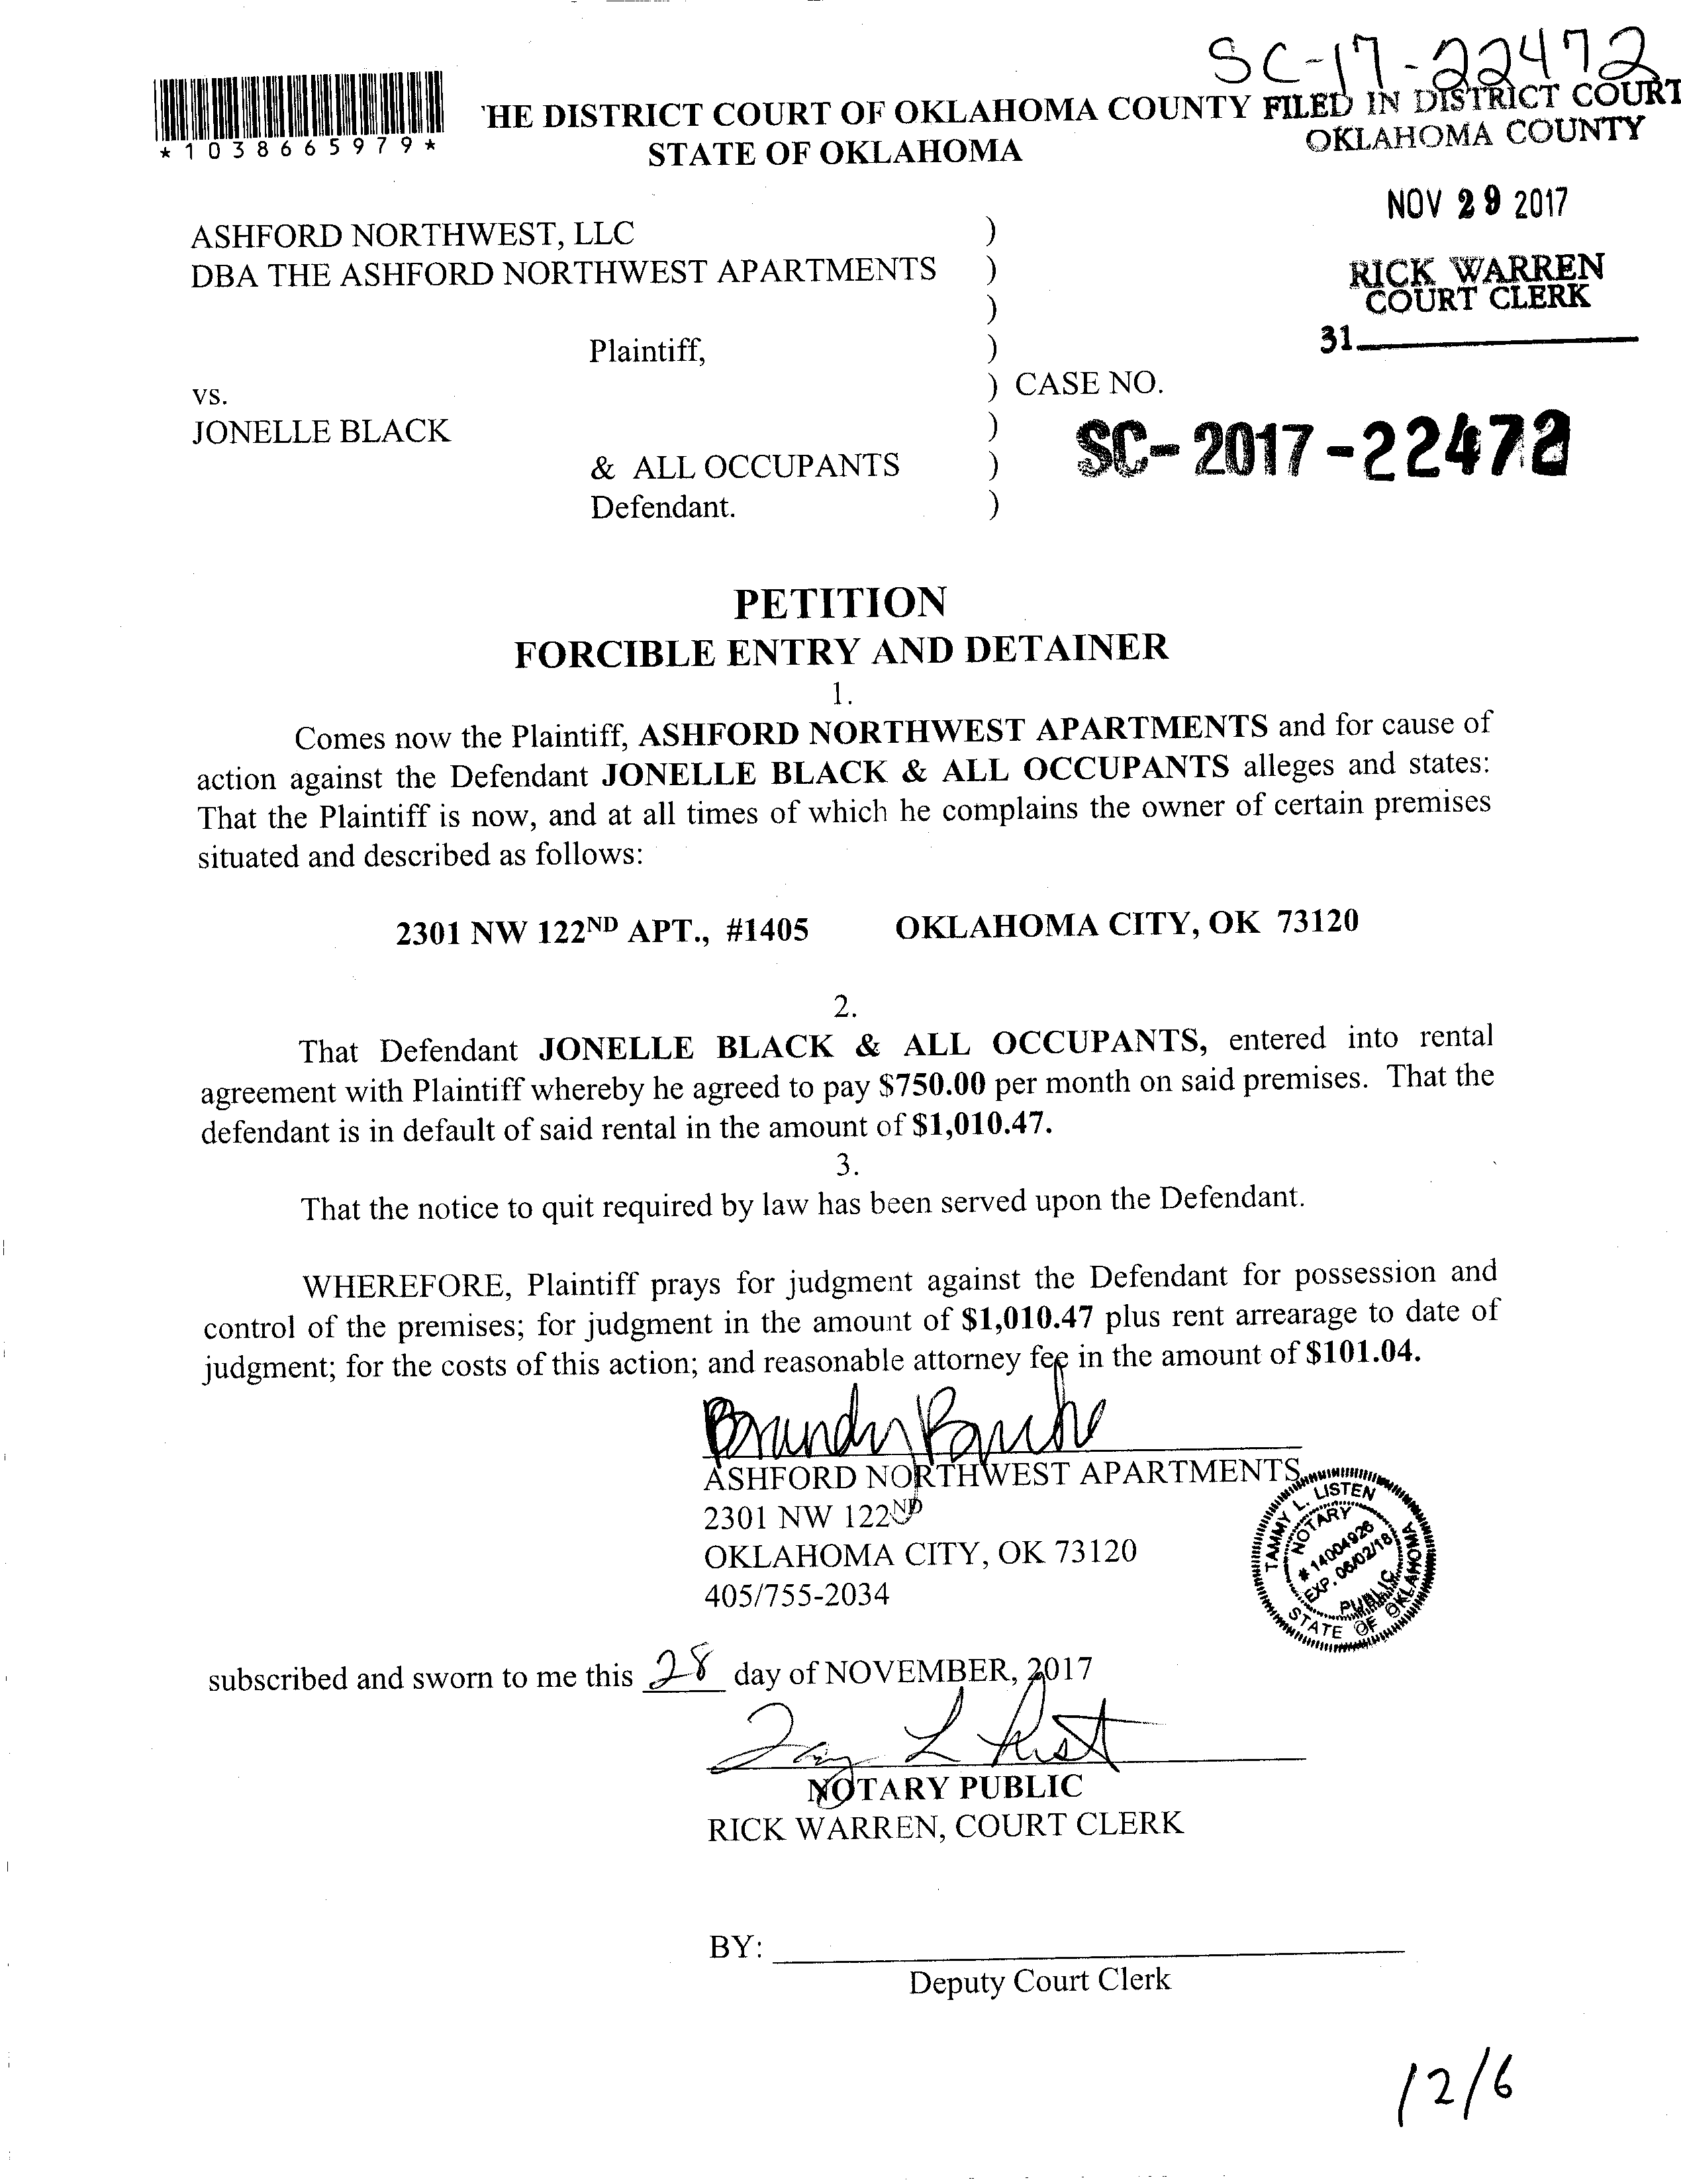 SC-17-22472
*1038665979*
'HE DISTRICT COURT OF OKLAHOMA COUNTY FILED IN DISTRICT COURT
STATE OF OKLAHOMA
OKLAHOMA COUNTY
NOV 29 2017
RICK WARREN
COURT CLERK
31
ASHFORD NORTHWEST, LLC )
DBA THE ASHFORD NORTHWEST APARTMENTS )
)
Plaintiff, )
vs. ) CASE NO.
JONELLE BLACK )
SC-2017-22472
& ALL OCCUPANTS )
Defendant. )
PETITION
FORCIBLE ENTRY AND DETAINER
1.
Comes now the Plaintiff, ASHFORD NORTHWEST APARTMENTS and for cause of
action against the Defendant JONELLE BLACK & ALL OCCUPANTS alleges and states:
That the Plaintiff is now, and at all times of which he complains the owner of certain premises
situated and described as follows:
2301 NW 122ND APT., #1405 OKLAHOMA CITY, OK 73120
2.
That Defendant JONELLE BLACK & ALL OCCUPANTS, entered into rental
agreement with Plaintiff whereby he agreed to pay $750.00 per month on said premises. That the
defendant is in default of said rental in the amount of $1,010.47.
3.
That the notice to quit required by law has been served upon the Defendant.
WHEREFORE, Plaintiff prays for judgment against the Defendant for possession and
control of the premises; for judgment in the amount of $1,010.47 plus rent arrearage to date of
judgment; for the costs of this action; and reasonable attorney fee in the amount of $101.04.
ASHFORD NORTHWEST APARTMENTS
2301 NW 122ND
OKLAHOMA CITY, OK 73120
405/755-2034
TAMMY L. LISTEN
NOTARY
# 14004926
EXP. 06/02/18
PUBLIC
STATE OF OKLAHOMA
subscribed and sworn to me this 28 day of NOVEMBER, 2017
NOTARY PUBLIC
RICK WARREN, COURT CLERK
BY:
Deputy Court Clerk
12/6